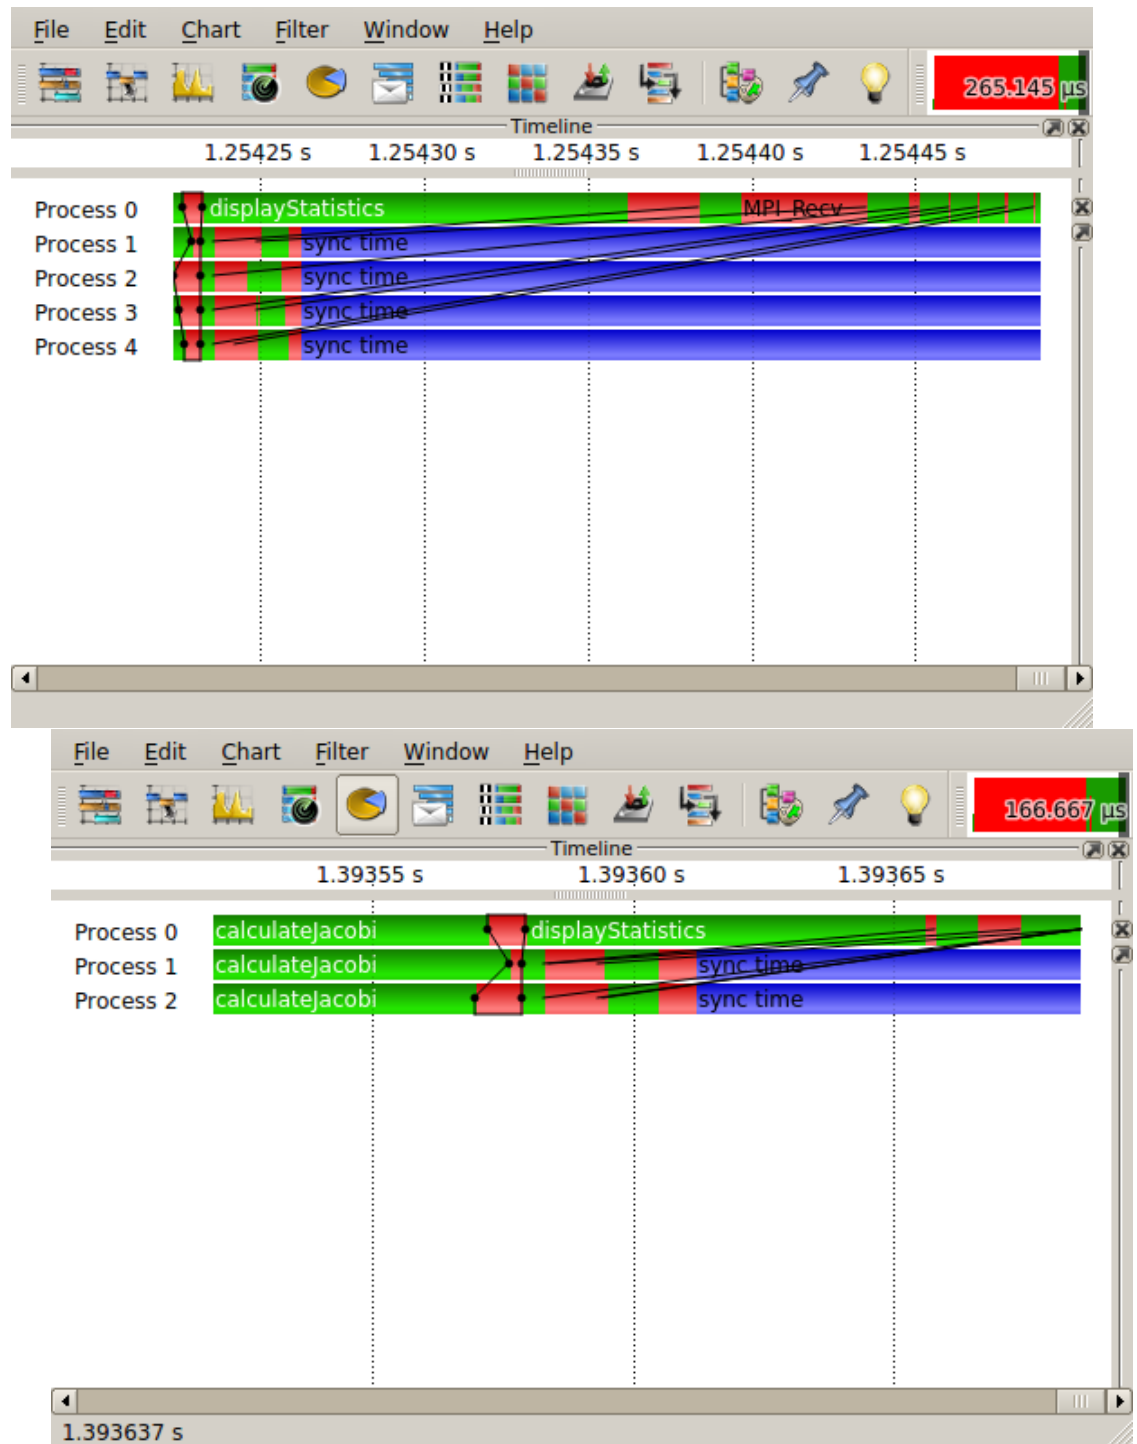 File Edit Chart Filter Window Help
265.145 µs
Timeline
1.25425 s 1.25430 s 1.25435 s 1.25440 s 1.25445 s
Process 0 displayStatistics MPI_Recv
Process 1 sync time
Process 2 sync time
Process 3 sync time
Process 4 sync time
File Edit Chart Filter Window Help
166.667 µs
Timeline
1.39355 s 1.39360 s 1.39365 s
Process 0 calculateJacobi displayStatistics
Process 1 calculateJacobi sync time
Process 2 calculateJacobi sync time
1.393637 s